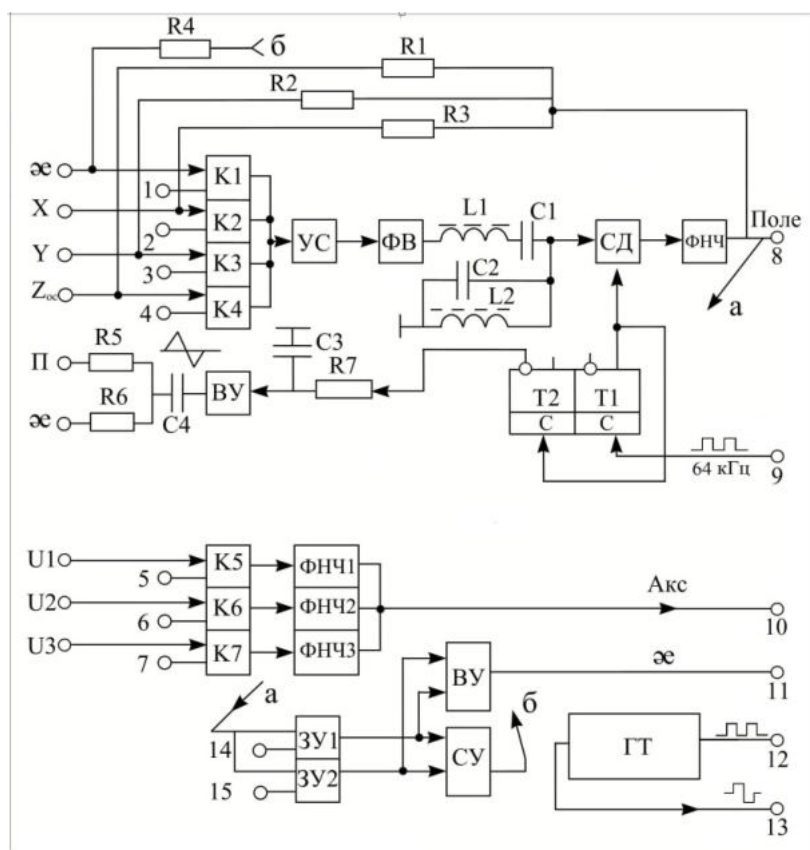 R4
б
R1
R2
R3
æ
K1
1
X
K2
2
Y
K3
3
Zос
K4
4
УС
ФВ
L1
C1
C2
L2
СД
ФНЧ
Поле
8
а
П
R5
æ
R6
C4
ВУ
C3
R7
T2
T1
C
C
64 кГц
9
U1
K5
ФНЧ1
5
U2
K6
ФНЧ2
6
U3
K7
ФНЧ3
7
Акс
10
а
ВУ
æ
11
б
14
ЗУ1
СУ
15
ЗУ2
ГТ
12
13